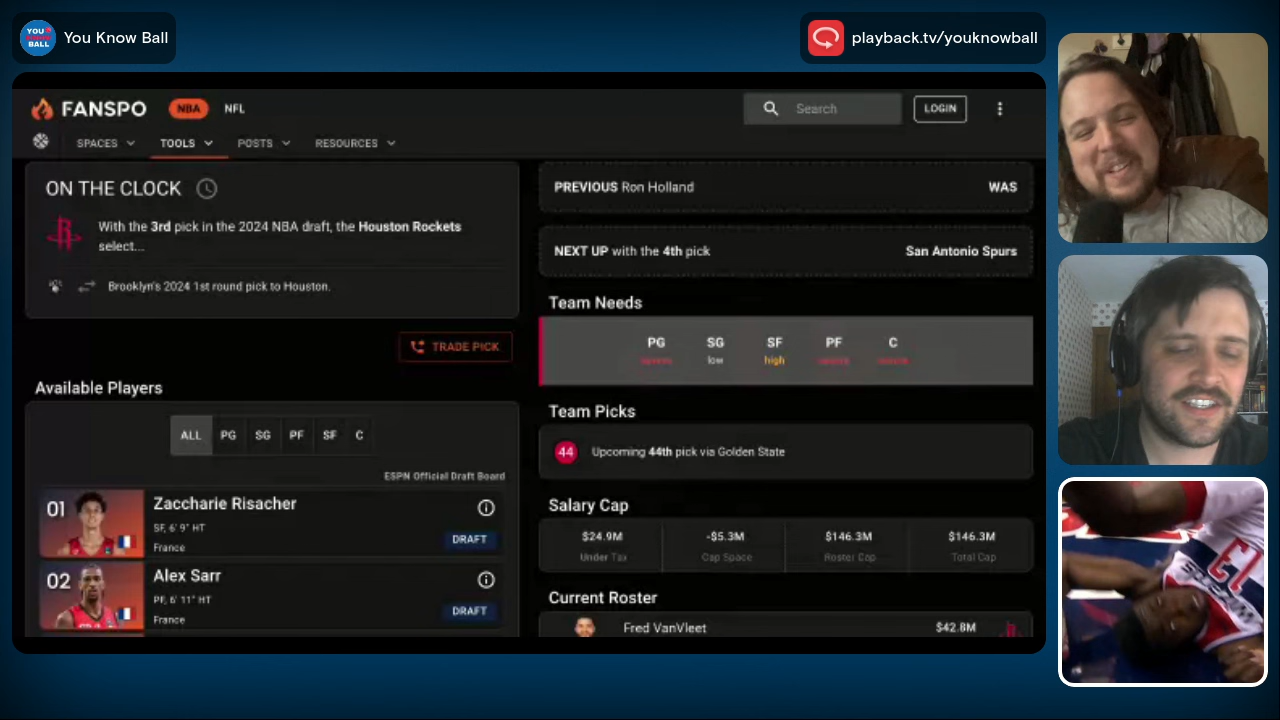 YOU KNOW BALL
You Know Ball
playback.tv/youknowball
FANSPO NBA NFL
Search
LOGIN
SPACES TOOLS POSTS RESOURCES
ON THE CLOCK
With the 3rd pick in the 2024 NBA draft, the Houston Rockets
select...
Brooklyn's 2024 1st round pick to Houston.
TRADE PICK
Available Players
ALL PG SG PF SF C
ESPN Official Draft Board
01
Zaccharie Risacher
SF, 6' 9" HT
France
DRAFT
02
Alex Sarr
PF, 6' 11" HT
France
DRAFT
PREVIOUS Ron Holland WAS
NEXT UP with the 4th pick San Antonio Spurs
Team Needs
PG SG SF PF C
low high
Team Picks
44 Upcoming 44th pick via Golden State
Salary Cap
$24.9M -$5.3M $146.3M $146.3M
Under Tax Cap Space Roster Cap Total Cap
Current Roster
Fred VanVleet $42.8M
13